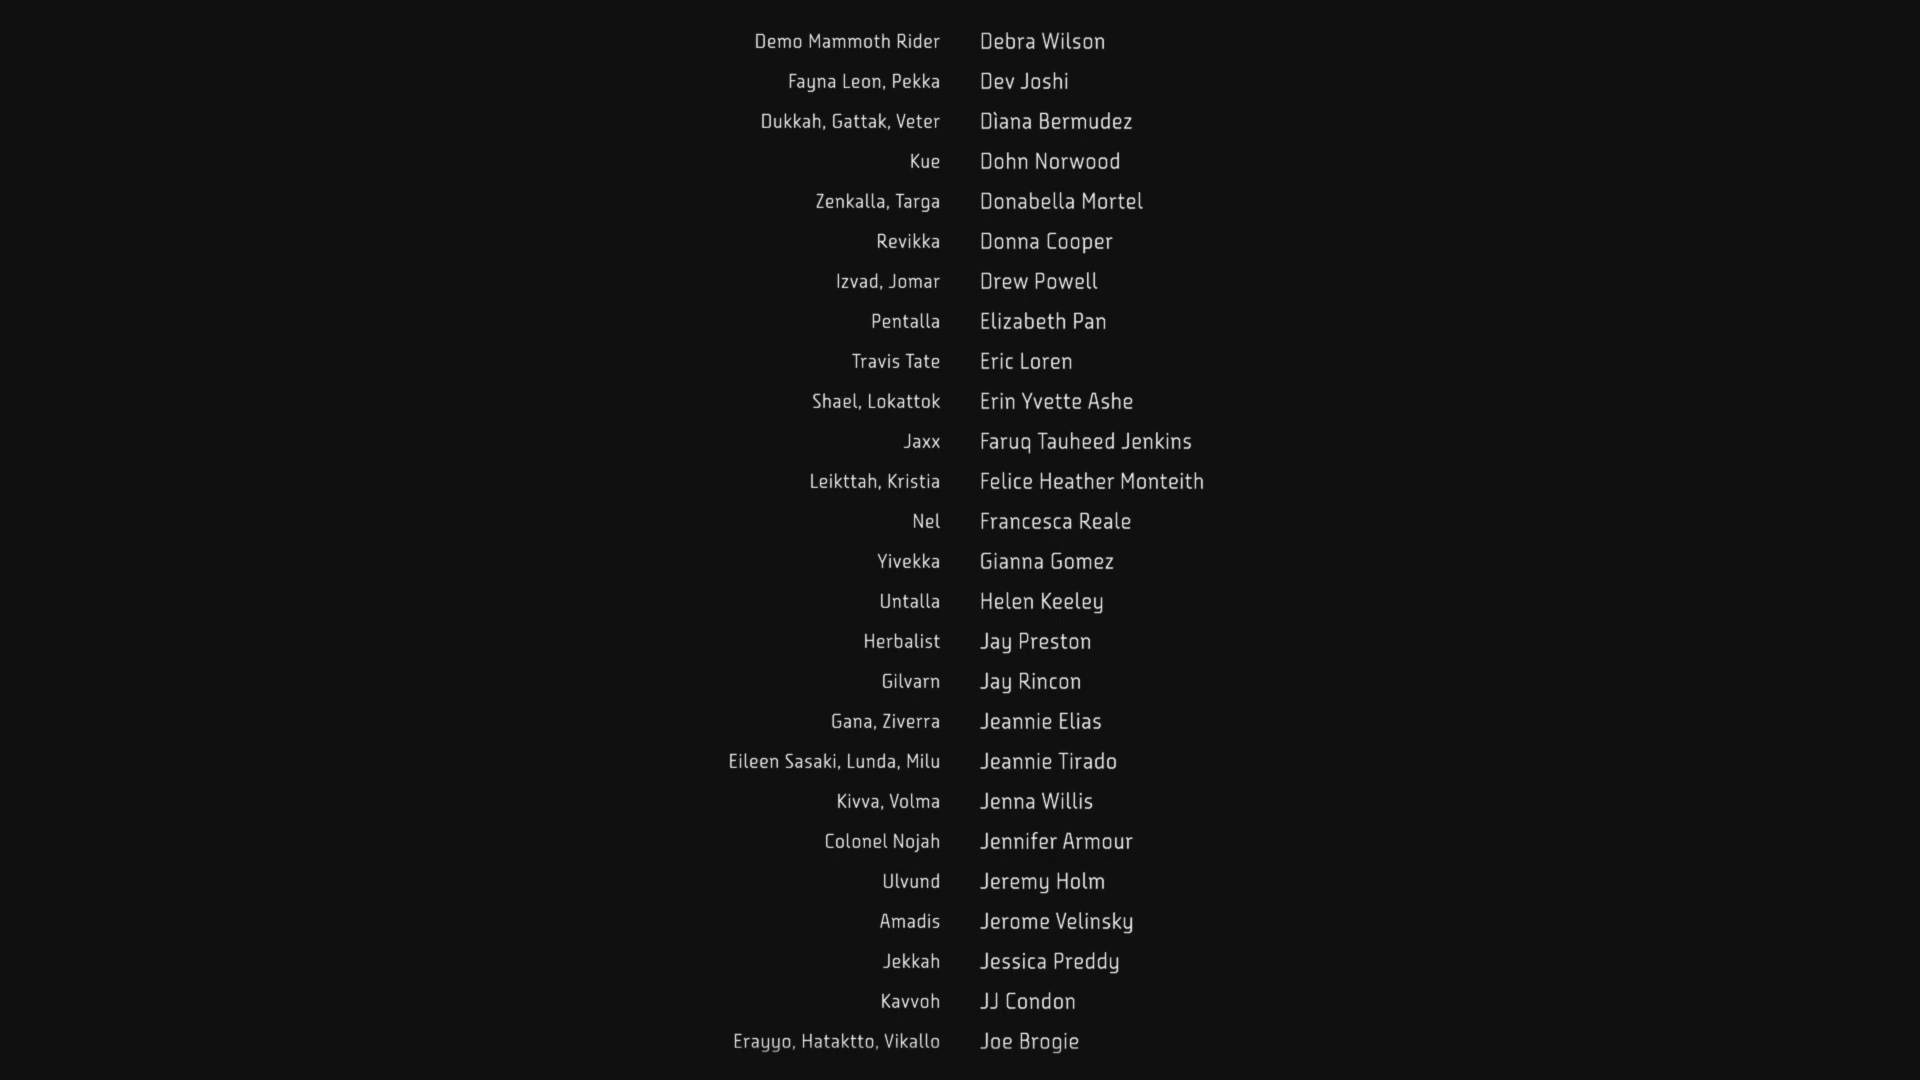 Demo Mammoth Rider Debra Wilson
Fayna Leon, Pekka Dev Joshi
Dukkah, Gattak, Veter Dìana Bermudez
Kue Dohn Norwood
Zenkalla, Targa Donabella Mortel
Revikka Donna Cooper
Izvad, Jomar Drew Powell
Pentalla Elizabeth Pan
Travis Tate Eric Loren
Shael, Lokattok Erin Yvette Ashe
Jaxx Faruq Tauheed Jenkins
Leikttah, Kristia Felice Heather Monteith
Nel Francesca Reale
Yivekka Gianna Gomez
Untalla Helen Keeley
Herbalist Jay Preston
Gilvarn Jay Rincon
Gana, Ziverra Jeannie Elias
Eileen Sasaki, Lunda, Milu Jeannie Tirado
Kivva, Volma Jenna Willis
Colonel Nojah Jennifer Armour
Ulvund Jeremy Holm
Amadis Jerome Velinsky
Jekkah Jessica Preddy
Kavvoh JJ Condon
Erayyo, Hataktto, Vikallo Joe Brogie